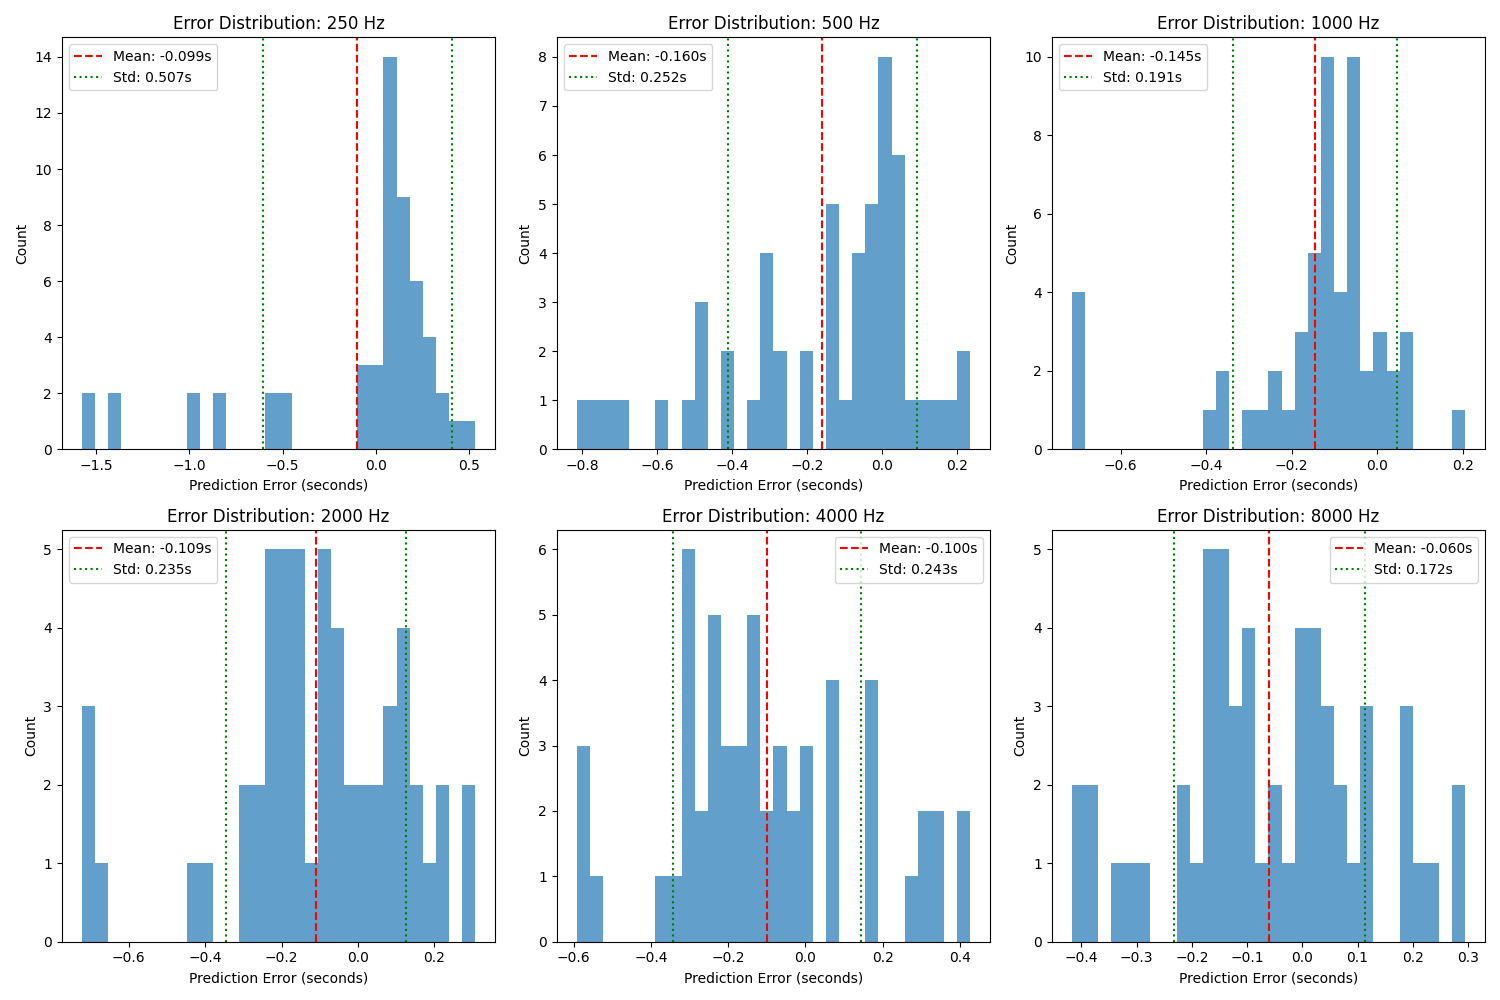 Error Distribution: 250 Hz
Mean: -0.099s
Std: 0.507s
Count
14
12
10
8
6
4
2
0
−1.5 −1.0 −0.5 0.0 0.5
Prediction Error (seconds)
Error Distribution: 500 Hz
Mean: -0.160s
Std: 0.252s
Count
8
7
6
5
4
3
2
1
0
−0.8 −0.6 −0.4 −0.2 0.0 0.2
Prediction Error (seconds)
Error Distribution: 1000 Hz
Mean: -0.145s
Std: 0.191s
Count
10
8
6
4
2
0
−0.6 −0.4 −0.2 0.0 0.2
Prediction Error (seconds)
Error Distribution: 2000 Hz
Mean: -0.109s
Std: 0.235s
Count
5
4
3
2
1
0
−0.6 −0.4 −0.2 0.0 0.2
Prediction Error (seconds)
Error Distribution: 4000 Hz
Mean: -0.100s
Std: 0.243s
Count
6
5
4
3
2
1
0
−0.6 −0.4 −0.2 0.0 0.2 0.4
Prediction Error (seconds)
Error Distribution: 8000 Hz
Mean: -0.060s
Std: 0.172s
Count
5
4
3
2
1
0
−0.4 −0.3 −0.2 −0.1 0.0 0.1 0.2 0.3
Prediction Error (seconds)